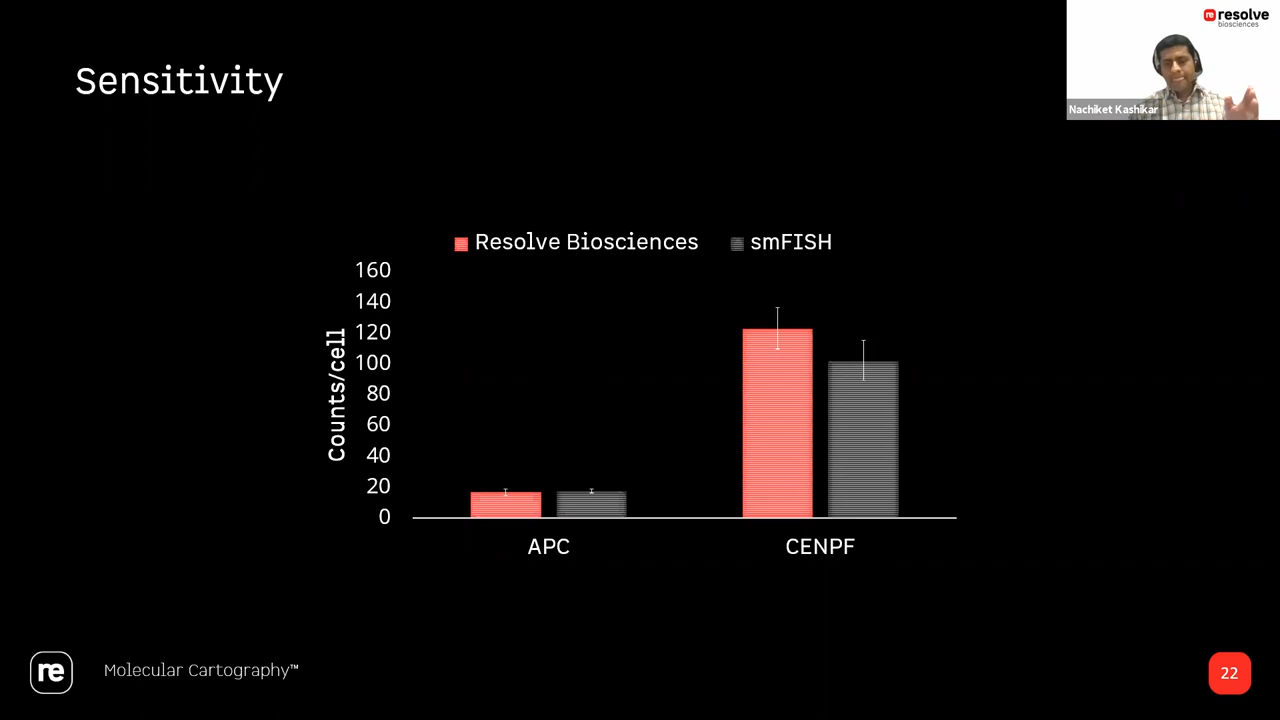 Sensitivity
re resolve
biosciences
Nachiket Kashikar
Resolve Biosciences smFISH
160
140
120
100
80
60
40
20
0
Counts/cell
APC CENPF
re Molecular Cartography™ 22